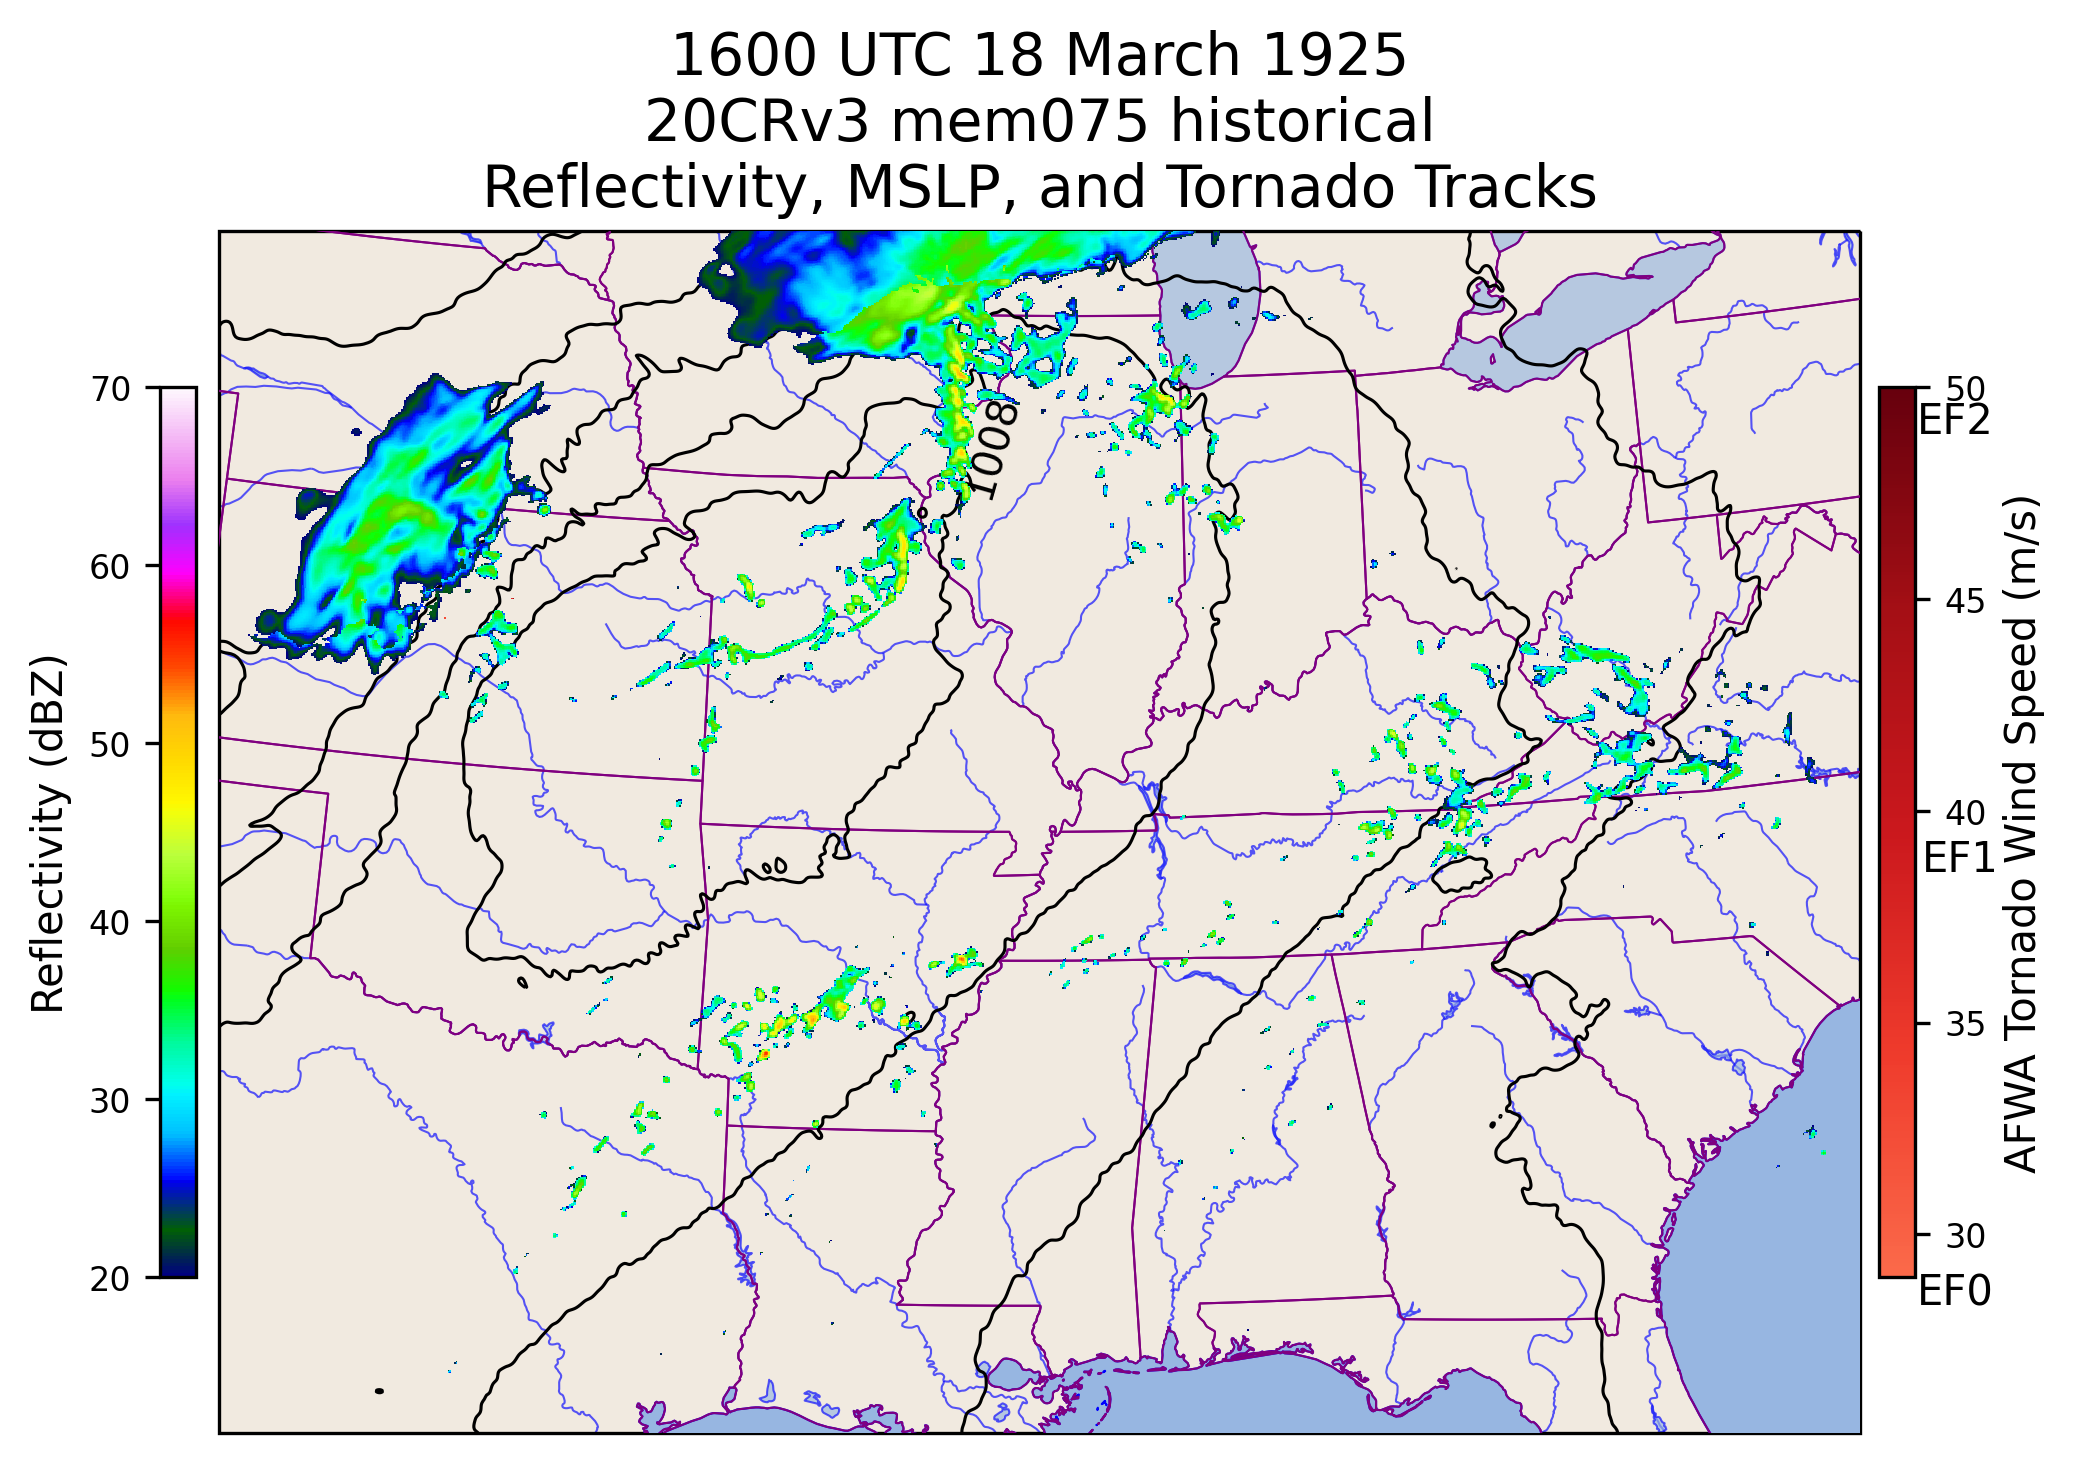 1600 UTC 18 March 1925
20CRv3 mem075 historical
Reflectivity, MSLP, and Tornado Tracks
Reflectivity (dBZ)
70
60
50
40
30
20
1008
50
EF2
45
40
EF1
35
30
EF0
AFWA Tornado Wind Speed (m/s)